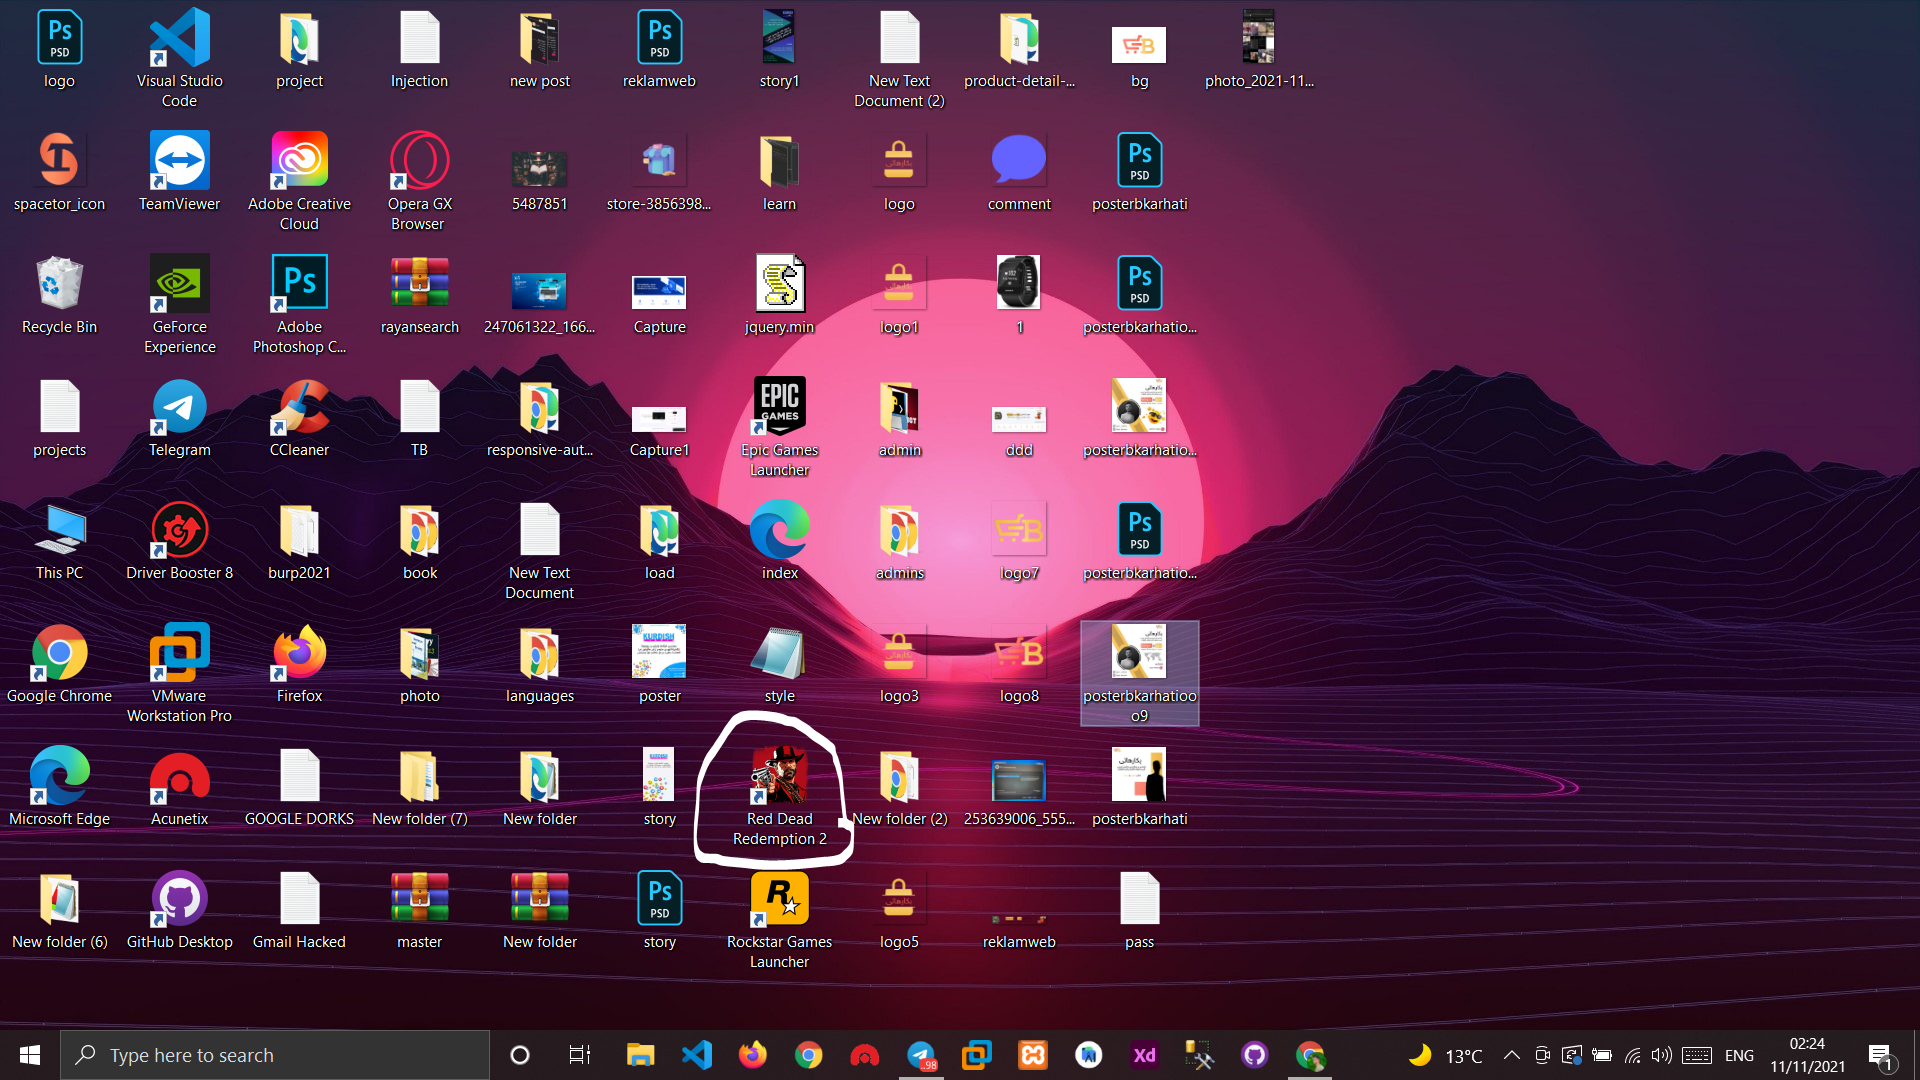 logo
Visual Studio
Code
project
Injection
new post
reklamweb
story1
New Text
Document (2)
product-detail-...
bg
photo_2021-11...
spacetor_icon
TeamViewer
Adobe Creative
Cloud
Opera GX
Browser
5487851
store-3856398...
learn
logo
comment
posterbkarhati
Recycle Bin
GeForce
Experience
Adobe
Photoshop C...
rayansearch
247061322_166...
Capture
jquery.min
logo1
1
posterbkarhatio...
projects
Telegram
CCleaner
TB
responsive-aut...
Capture1
EPIC
GAMES
Epic Games
Launcher
admin
ddd
posterbkarhatio...
This PC
Driver Booster 8
burp2021
book
New Text
Document
load
index
admins
logo7
posterbkarhatio...
Google Chrome
VMware
Workstation Pro
Firefox
photo
languages
KURDISH
poster
style
logo3
logo8
posterbkarhatioo
o9
Microsoft Edge
Acunetix
GOOGLE DORKS
New folder (7)
New folder
story
Red Dead
Redemption 2
New folder (2)
253639006_555...
posterbkarhati
New folder (6)
GitHub Desktop
Gmail Hacked
master
New folder
story
Rockstar Games
Launcher
logo5
reklamweb
pass
Type here to search
.98
Xd
13°C
ENG
02:24
11/11/2021
1